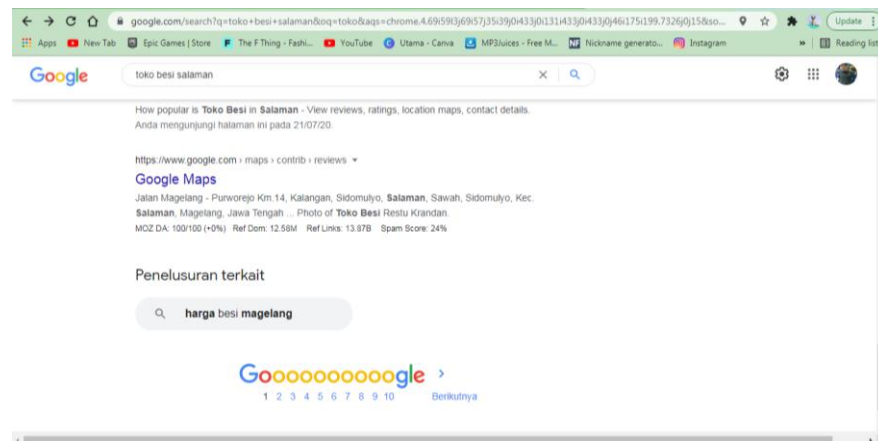 google.com/search?q=toko+besi+salaman&oq=toko&aqs=chrome.4.69i59l3j69i57j35i39j0i433j0i131i433j0i433j0j46i175i199.7326j0j15&so...
Update
Apps New Tab Epic Games | Store The F Thing - Fashi... YouTube Utama - Canva MP3Juices - Free M... Nickname generato... Instagram » Reading list
Google toko besi salaman
How popular is Toko Besi in Salaman - View reviews, ratings, location maps, contact details.
Anda mengunjungi halaman ini pada 21/07/20.
https://www.google.com › maps › contrib › reviews
Google Maps
Jalan Magelang - Purworejo Km.14, Kalangan, Sidomulyo, Salaman, Sawah, Sidomulyo, Kec.
Salaman, Magelang, Jawa Tengah ... Photo of Toko Besi Restu Krandan.
MOZ DA: 100/100 (+0%) Ref Dom: 12.58M Ref Links: 13.87B Spam Score: 24%
Penelusuran terkait
harga besi magelang
Goooooooooogle ›
1 2 3 4 5 6 7 8 9 10 Berikutnya